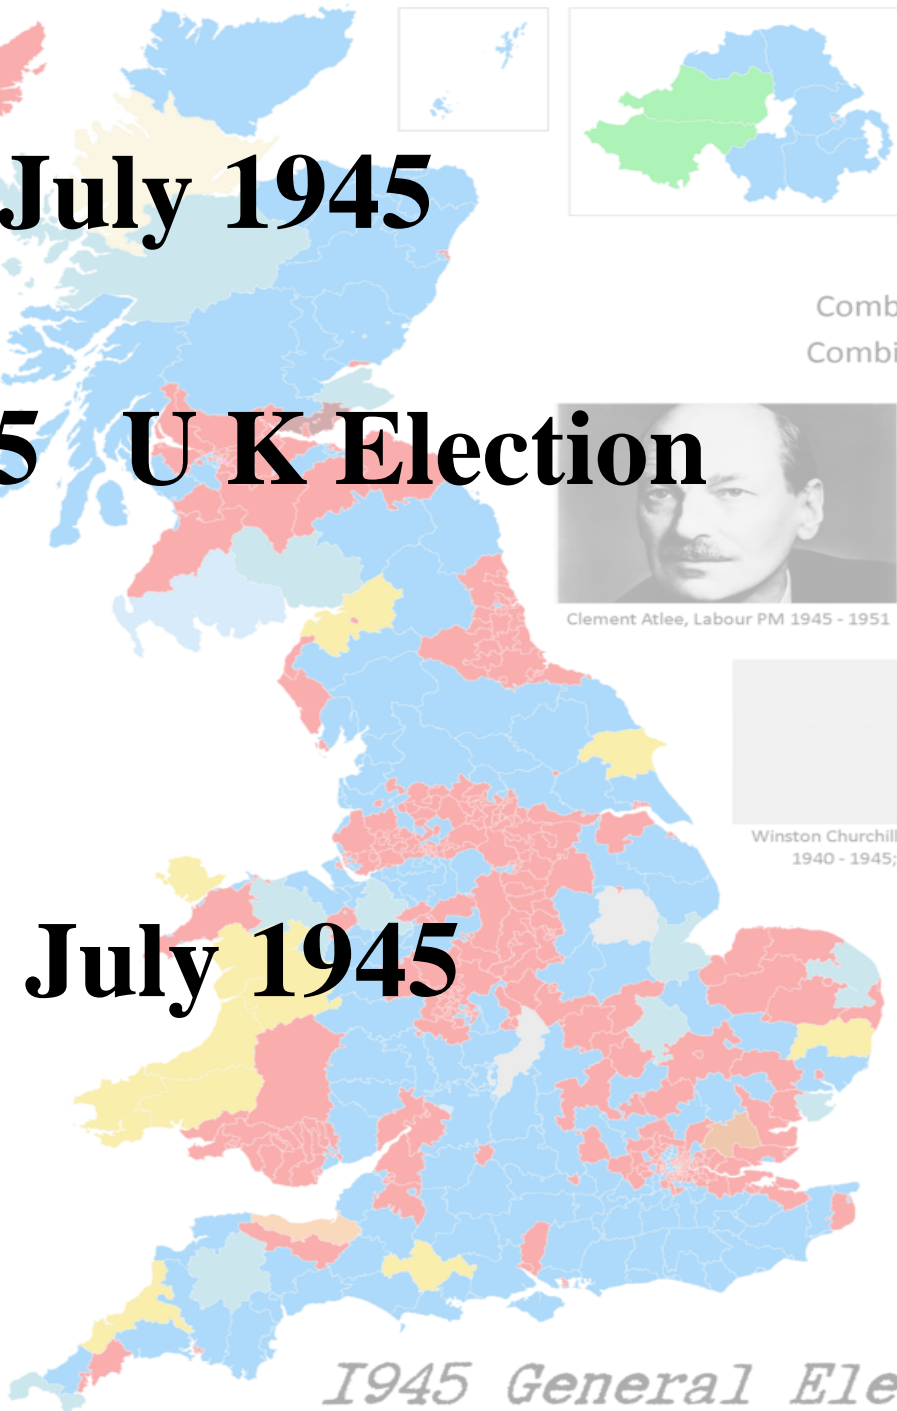 July 1945
Comb
Combi
5 U K Election
Clement Atlee, Labour PM 1945 - 1951
Winston Churchill
1940 - 1945;
July 1945
1945 General Ele